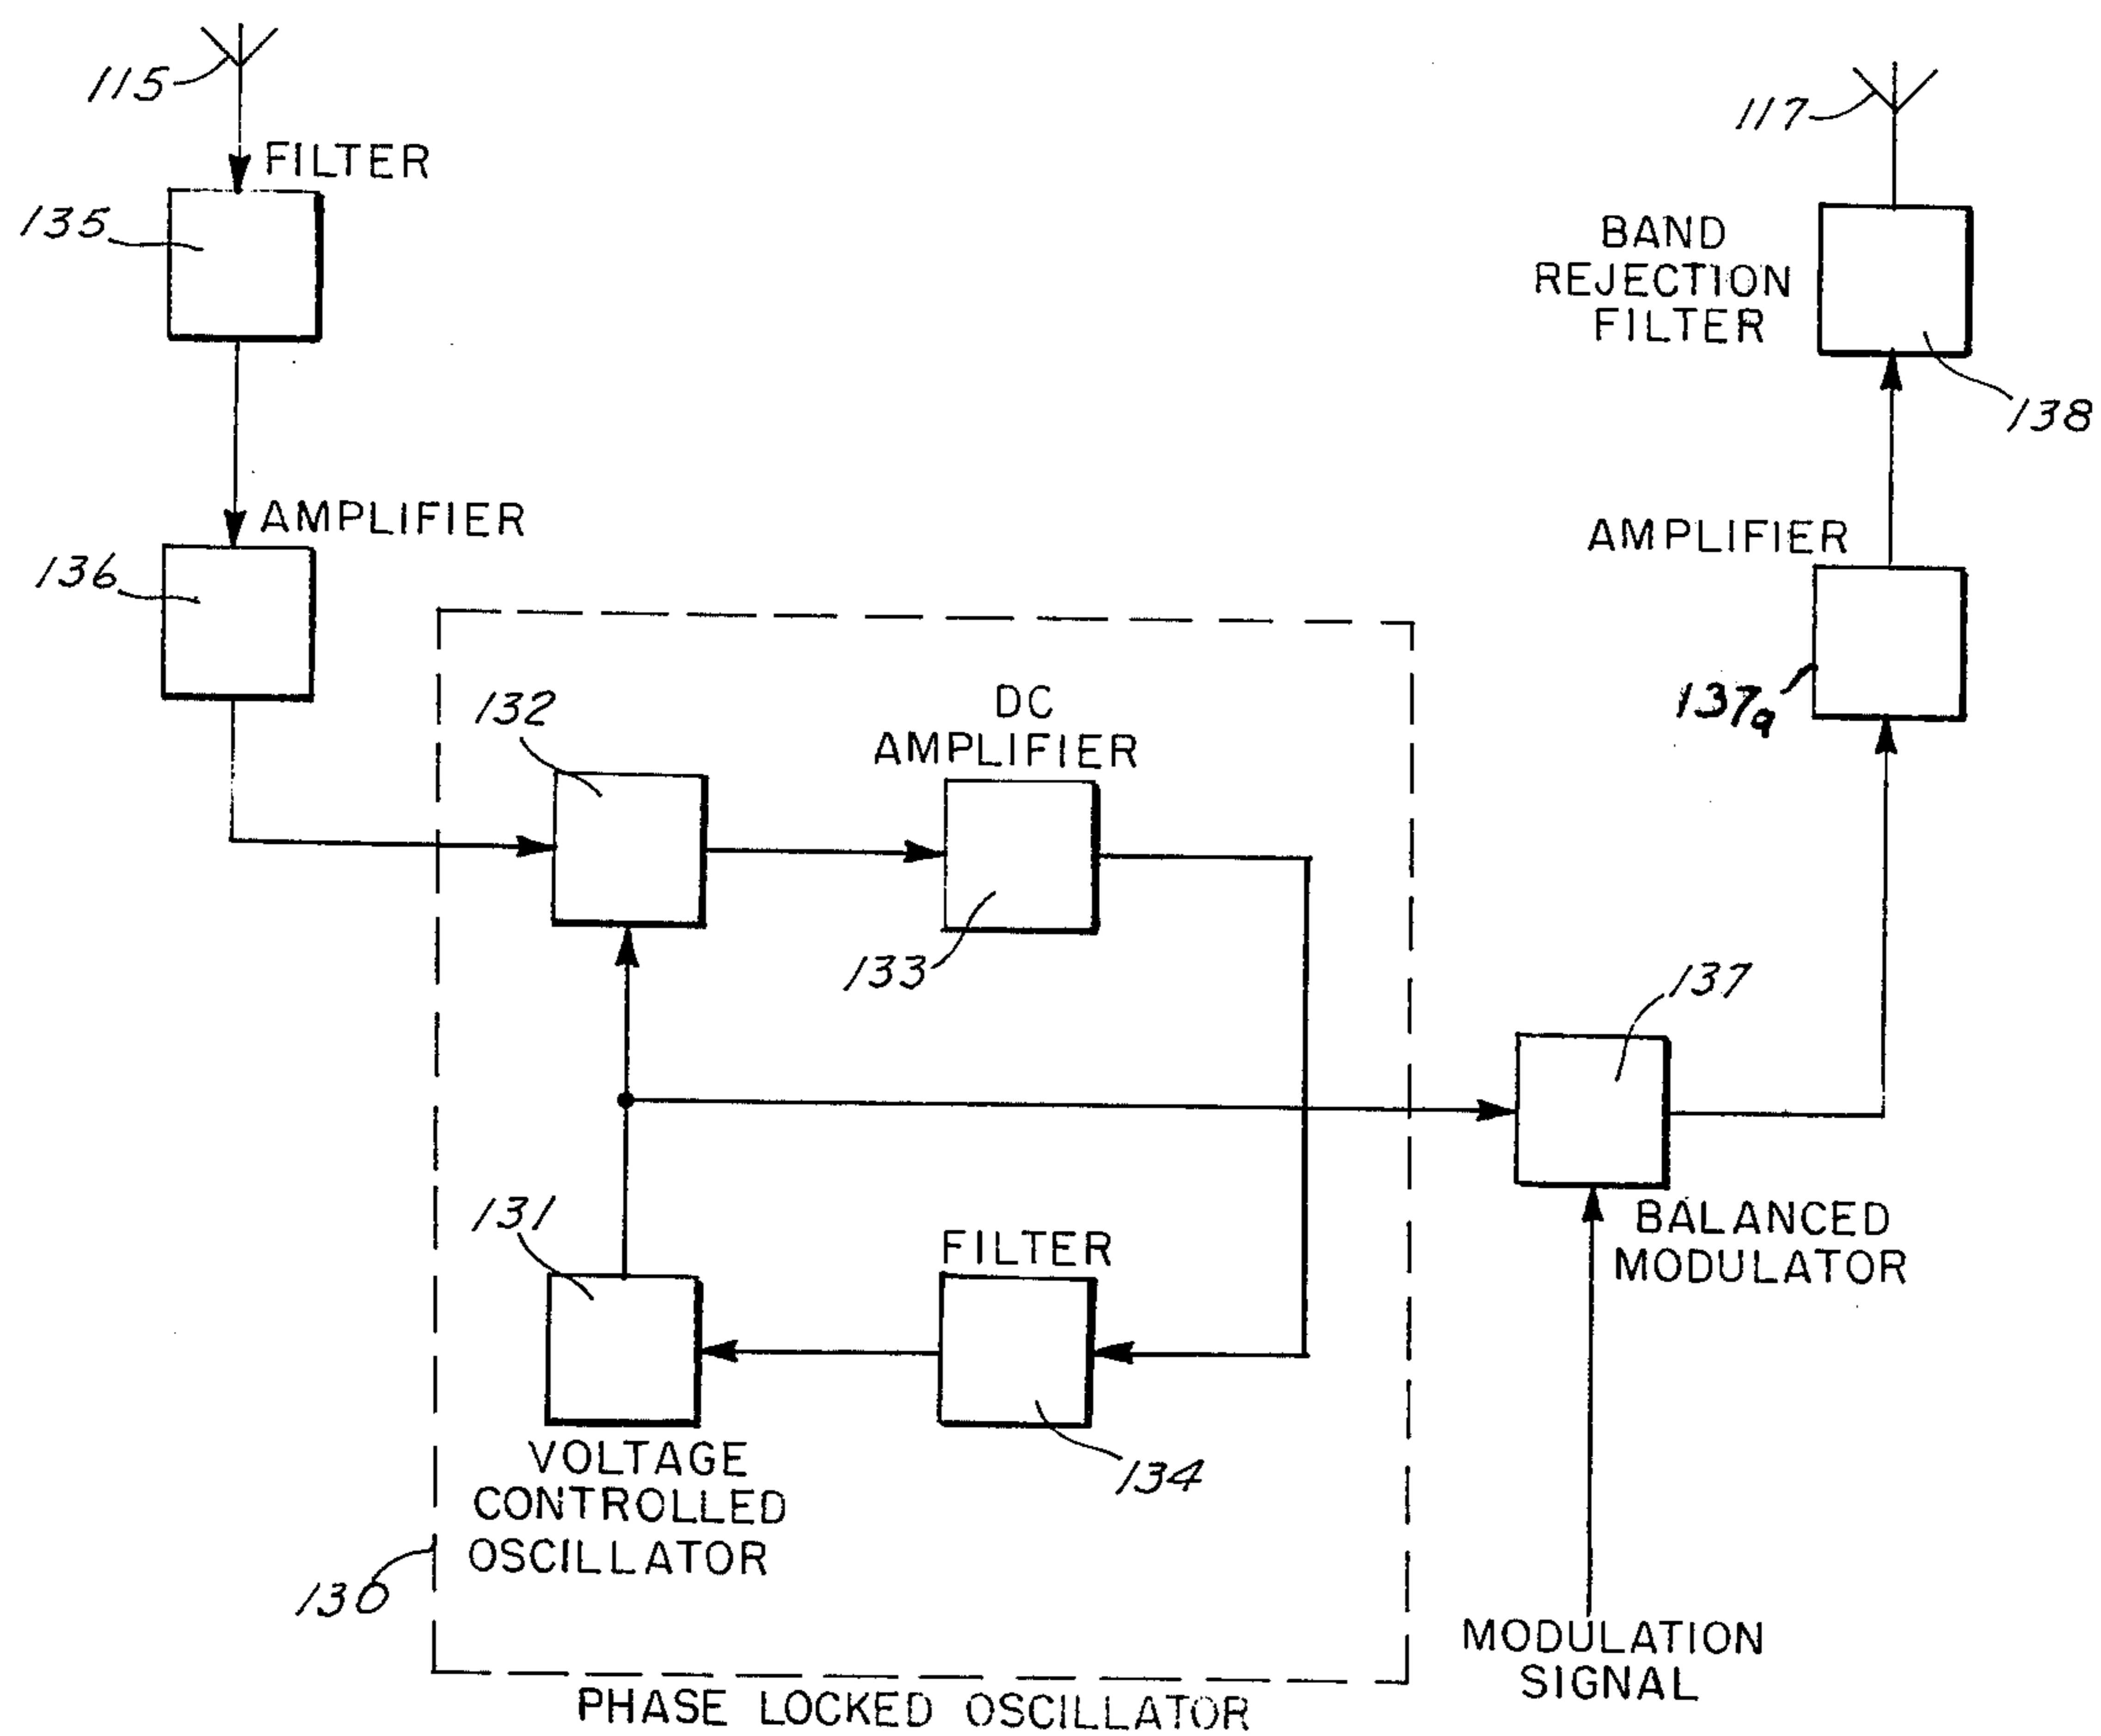 115
117
FILTER
135
BAND
REJECTION
FILTER
138
AMPLIFIER
136
AMPLIFIER
137a
132
DC
AMPLIFIER
133
137
131
FILTER
BALANCED
MODULATOR
134
VOLTAGE
CONTROLLED
OSCILLATOR
130
MODULATION
SIGNAL
PHASE LOCKED OSCILLATOR